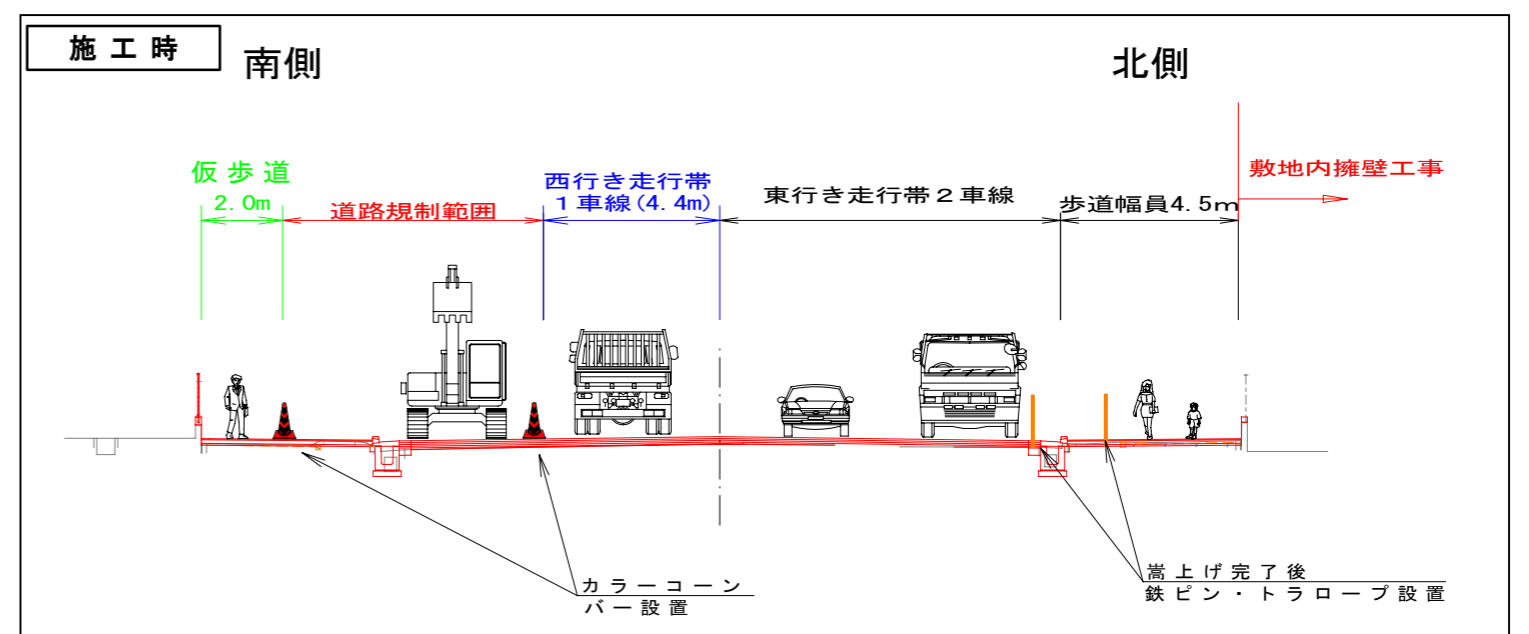 施工時
南側
北側
仮歩道
2.0m
道路規制範囲
西行き走行帯
1車線(4.4m)
東行き走行帯2車線
歩道幅員4.5m
敷地内擁壁工事
カラーコーン
バー設置
嵩上げ完了後
鉄ピン・トラロープ設置